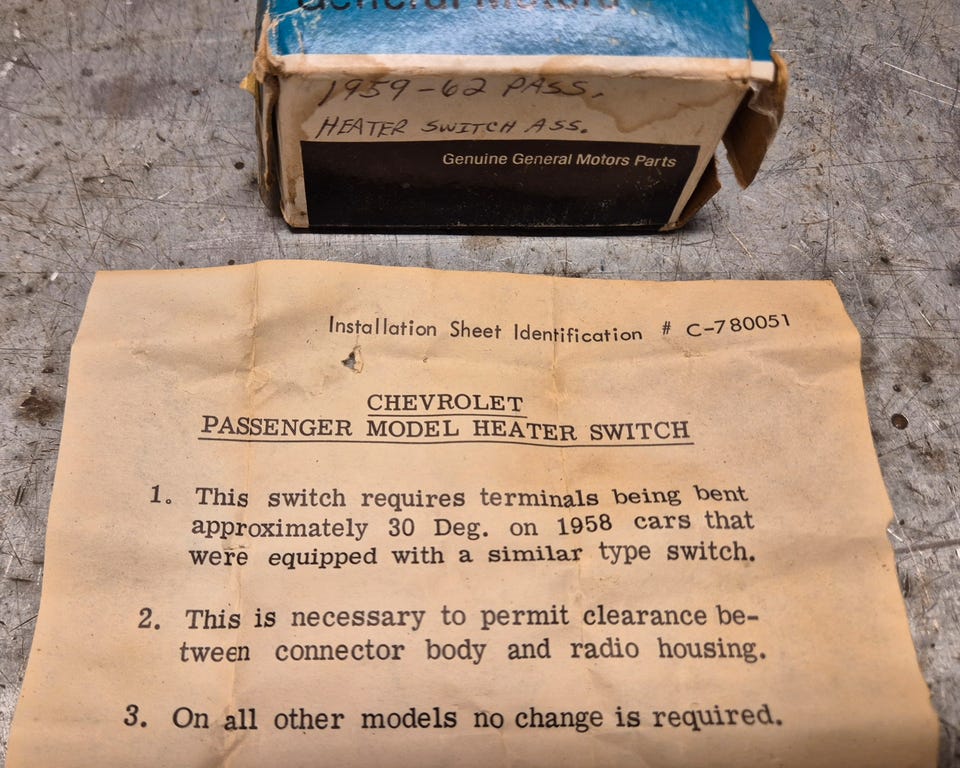 General Motors
1959-62 PASS.
HEATER SWITCH ASS.
Genuine General Motors Parts
Installation Sheet Identification # C-780051
CHEVROLET
PASSENGER MODEL HEATER SWITCH
1. This switch requires terminals being bent
approximately 30 Deg. on 1958 cars that
were equipped with a similar type switch.
2. This is necessary to permit clearance be-
tween connector body and radio housing.
3. On all other models no change is required.